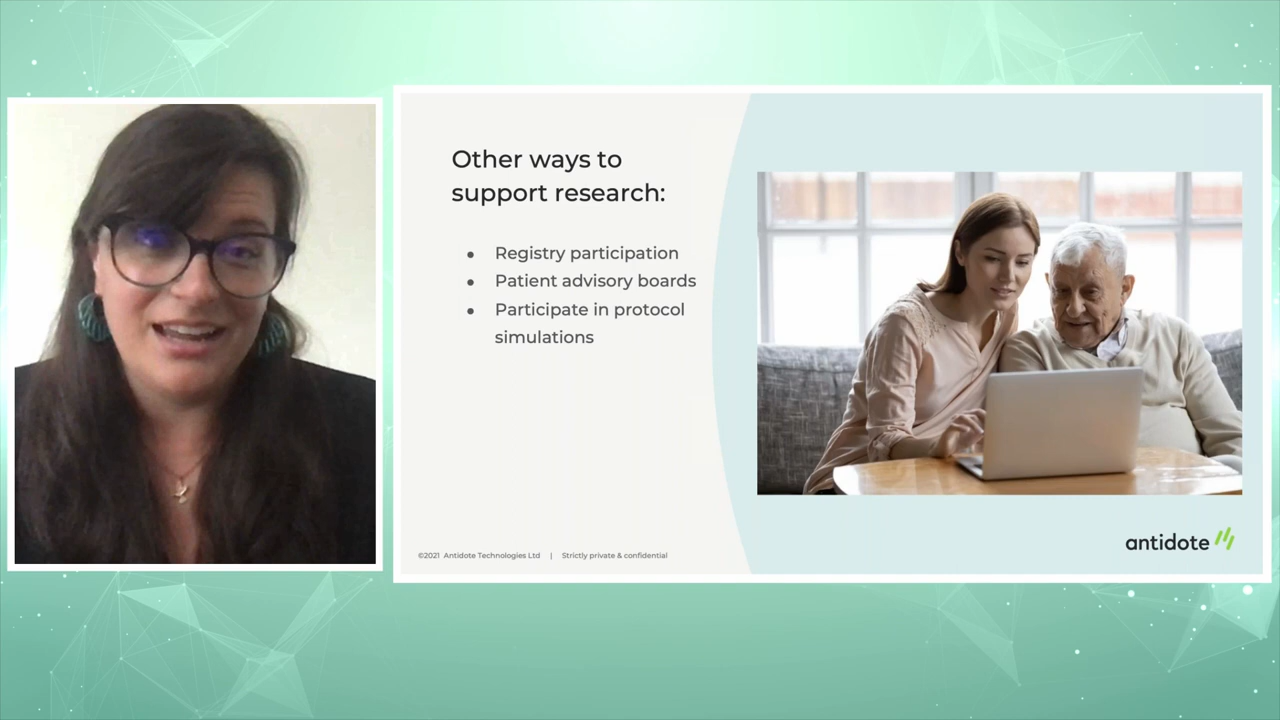 Other ways to
support research:
● Registry participation
● Patient advisory boards
● Participate in protocol
simulations
©2021 Antidote Technologies Ltd | Strictly private & confidential
antidote